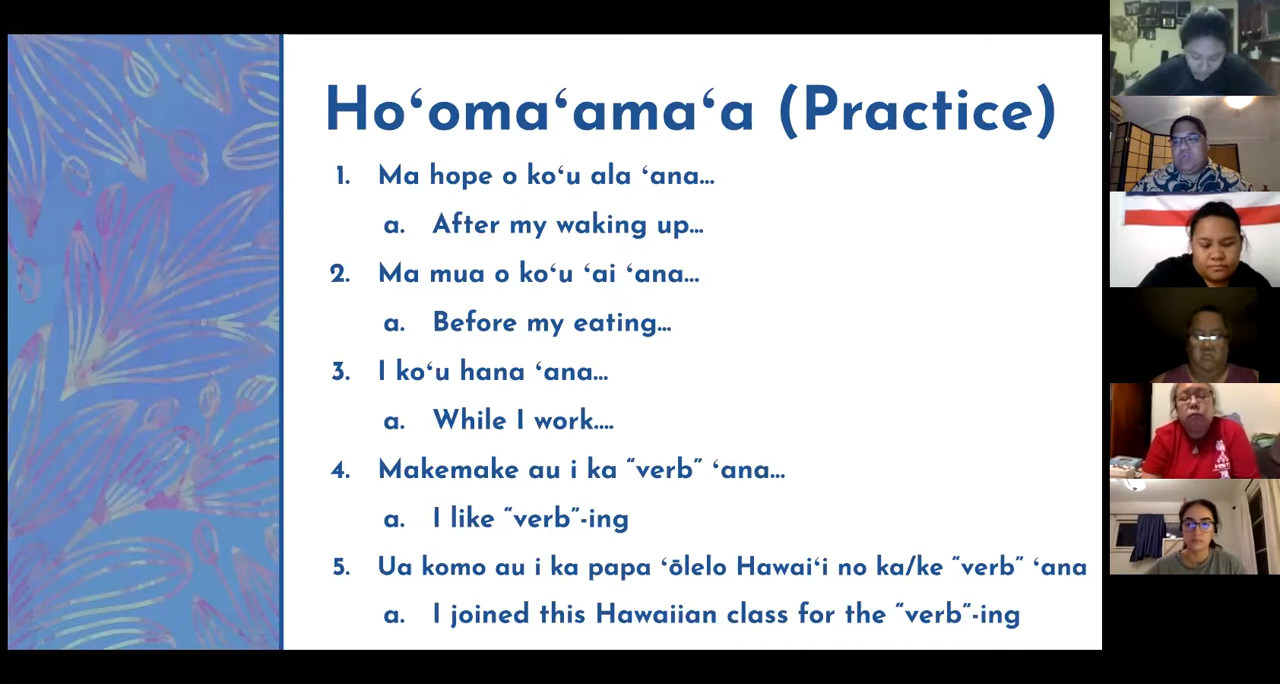 Hoʻomaʻamaʻa (Practice)
1. Ma hope o koʻu ala ʻana...
a. After my waking up...
2. Ma mua o koʻu ʻai ʻana...
a. Before my eating...
3. I koʻu hana ʻana...
a. While I work....
4. Makemake au i ka “verb” ʻana...
a. I like “verb”-ing
5. Ua komo au i ka papa ʻōlelo Hawaiʻi no ka/ke “verb” ʻana
a. I joined this Hawaiian class for the “verb”-ing